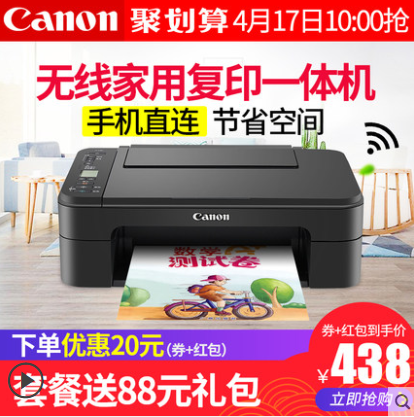 Canon 聚划算 4月17日10:00抢
无线家用复印一体机
手机直连 节省空间
Canon
数学
测试卷
下单优惠20元(券+红包)
券+红包到手价
¥438
套餐送88元礼包
立即抢购